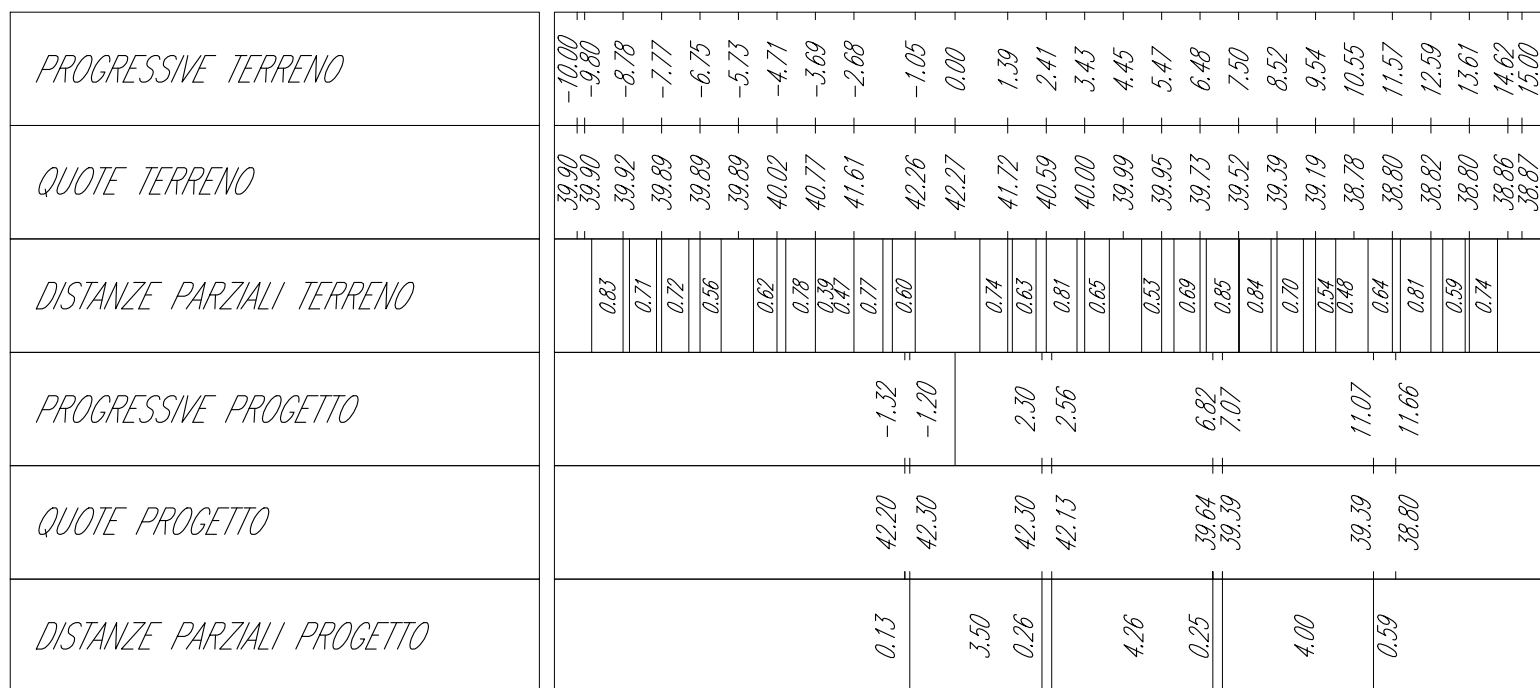 PROGRESSIVE TERRENO -10.00 -9.80 -8.78 -7.77 -6.75 -5.73 -4.71 -3.69 -2.68 -1.05 0.00 1.39 2.41 3.43 4.45 5.47 6.48 7.50 8.52 9.54 10.55 11.57 12.59 13.61 14.62 15.00
QUOTE TERRENO 39.90 39.90 39.92 39.89 39.89 39.89 40.02 40.77 41.61 42.26 42.27 41.72 40.59 40.00 39.99 39.95 39.73 39.52 39.39 39.19 38.78 38.80 38.82 38.80 38.86 38.87
DISTANZE PARZIALI TERRENO 0.83 0.71 0.72 0.56 0.62 0.78 0.39 0.47 0.77 0.60 0.74 0.63 0.81 0.65 0.53 0.69 0.85 0.84 0.70 0.54 0.48 0.64 0.81 0.59 0.74
PROGRESSIVE PROGETTO -1.32 -1.20 2.30 2.56 6.82 7.07 11.07 11.66
QUOTE PROGETTO 42.20 42.30 42.30 42.13 39.64 39.39 39.39 38.80
DISTANZE PARZIALI PROGETTO 0.13 3.50 0.26 4.26 0.25 4.00 0.59